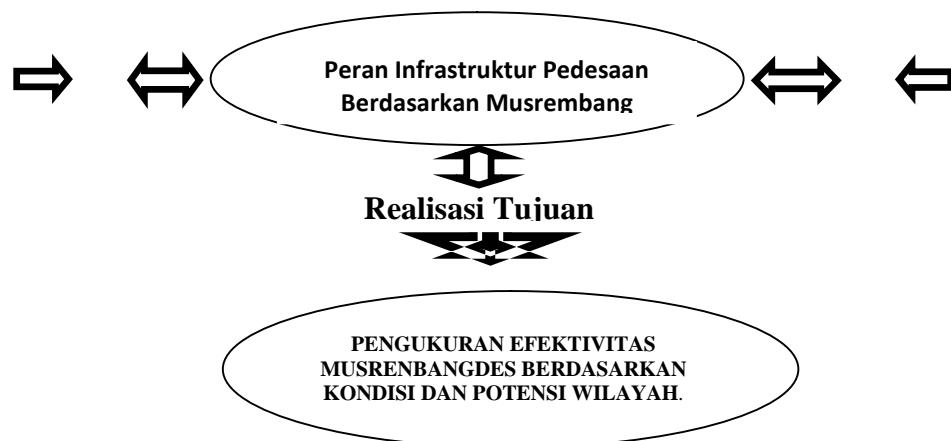 Peran Infrastruktur Pedesaan
Berdasarkan Musrembang
Realisasi Tujuan
PENGUKURAN EFEKTIVITAS
MUSRENBANGDES BERDASARKAN
KONDISI DAN POTENSI WILAYAH.